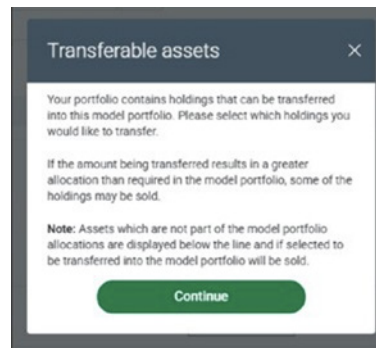 Transferable assets
Your portfolio contains holdings that can be transferred
into this model portfolio. Please select which holdings you
would like to transfer.
If the amount being transferred results in a greater
allocation than required in the model portfolio, some of the
holdings may be sold.
Note: Assets which are not part of the model portfolio
allocations are displayed below the line and if selected to
be transferred into the model portfolio will be sold.
Continue